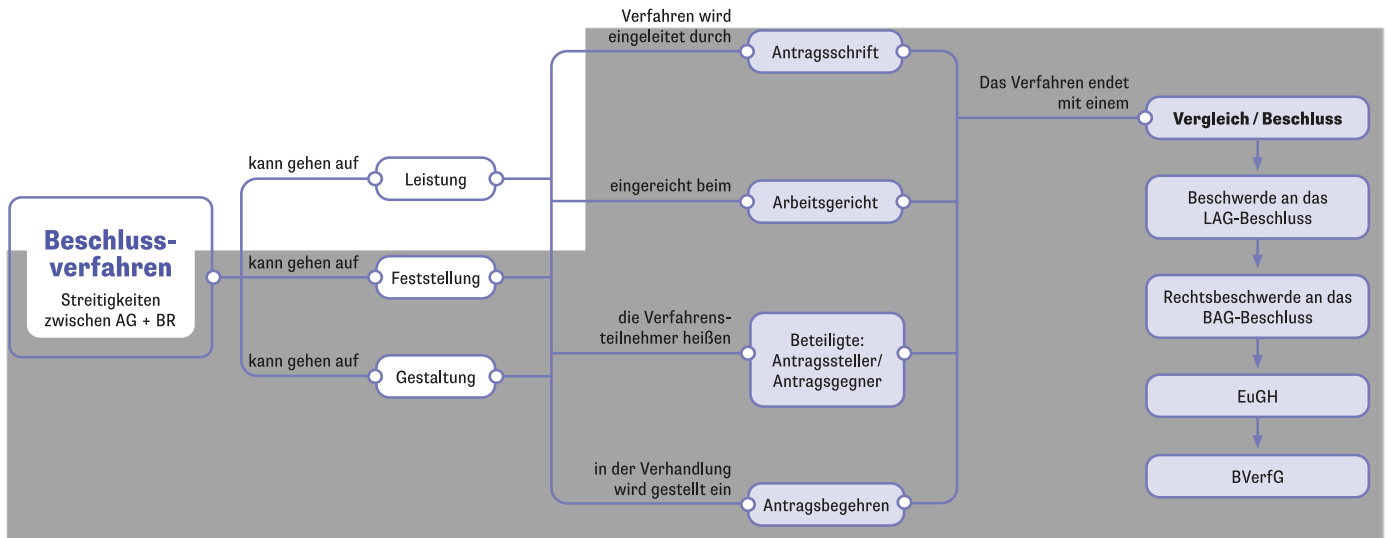 Beschluss-
verfahren
Streitigkeiten
zwischen AG + BR
kann gehen auf
Leistung
kann gehen auf
Feststellung
kann gehen auf
Gestaltung
Verfahren wird
eingeleitet durch
Antragsschrift
eingereicht beim
Arbeitsgericht
die Verfahrens-
teilnehmer heißen
Beteiligte:
Antragssteller/
Antragsgegner
in der Verhandlung
wird gestellt ein
Antragsbegehren
Das Verfahren endet
mit einem
Vergleich / Beschluss
Beschwerde an das
LAG-Beschluss
Rechtsbeschwerde an das
BAG-Beschluss
EuGH
BVerfG